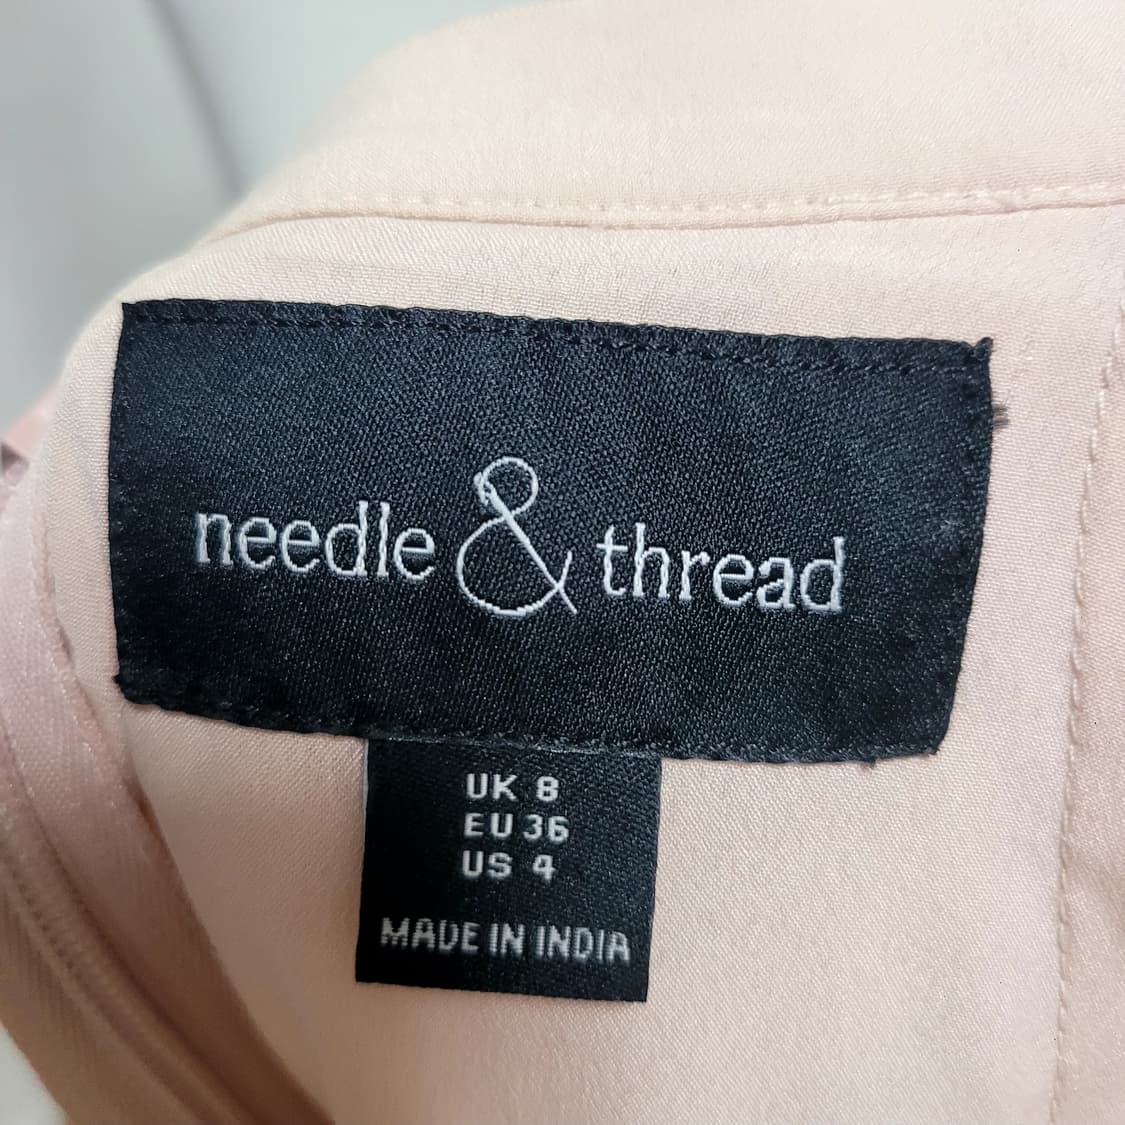 needle & thread
UK 8
EU 36
US 4
MADE IN INDIA